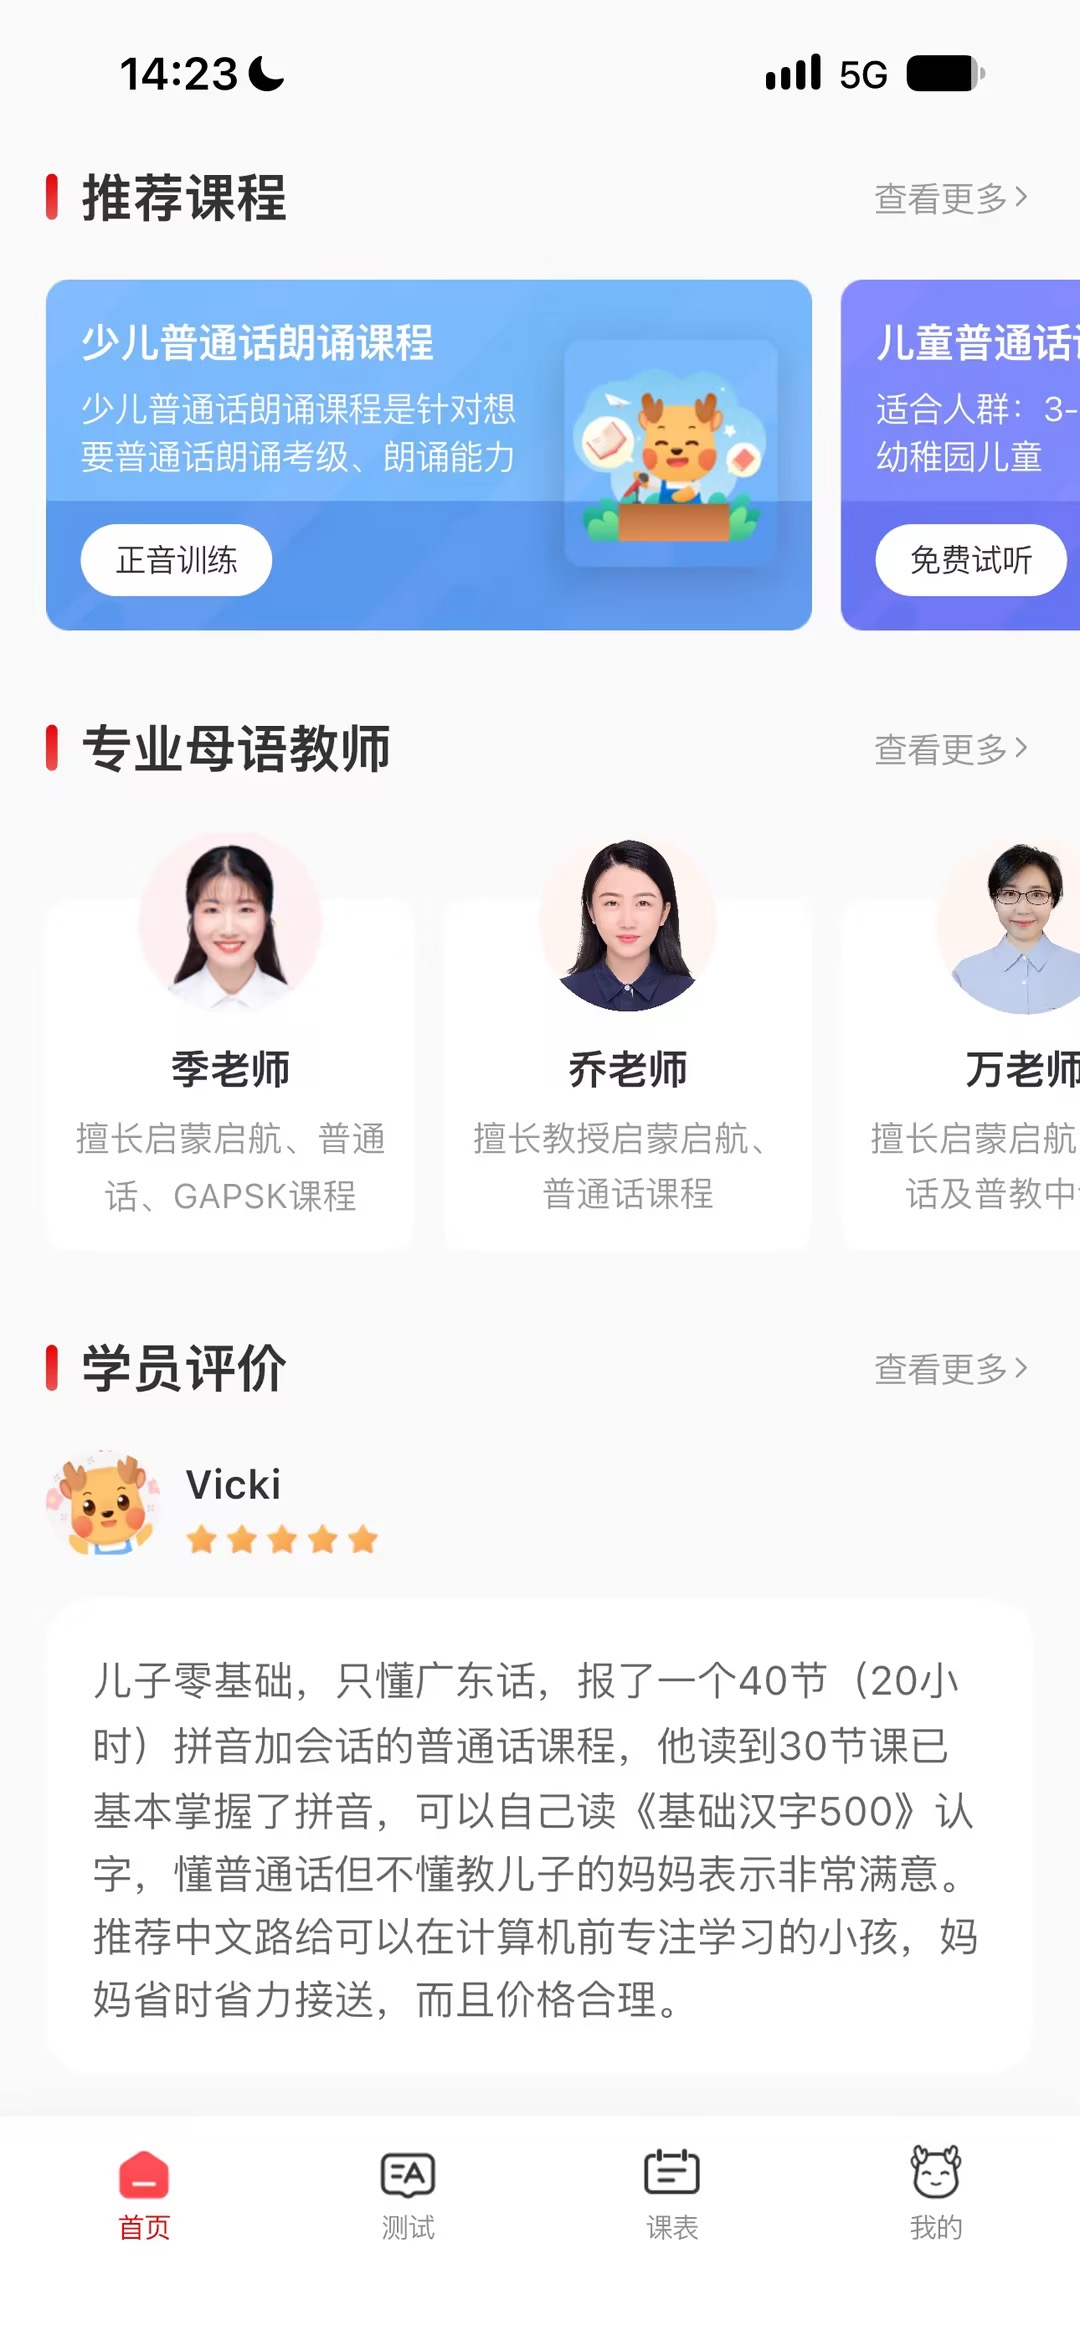 14:23
5G
推荐课程
查看更多
少儿普通话朗诵课程
少儿普通话朗诵课程是针对想
要普通话朗诵考级、朗诵能力
正音训练
儿童普通话
适合人群：3-
幼稚园儿童
免费试听
专业母语教师
查看更多
季老师
擅长启蒙启航、普通
话、GAPSK课程
乔老师
擅长教授启蒙启航、
普通话课程
万老师
擅长启蒙启航
话及普教中
学员评价
查看更多
Vicki
儿子零基础，只懂广东话，报了一个40节（20小
时）拼音加会话的普通话课程，他读到30节课已
基本掌握了拼音，可以自己读《基础汉字500》认
字，懂普通话但不懂教儿子的妈妈表示非常满意。
推荐中文路给可以在计算机前专注学习的小孩，妈
妈省时省力接送，而且价格合理。
首页
测试
课表
我的